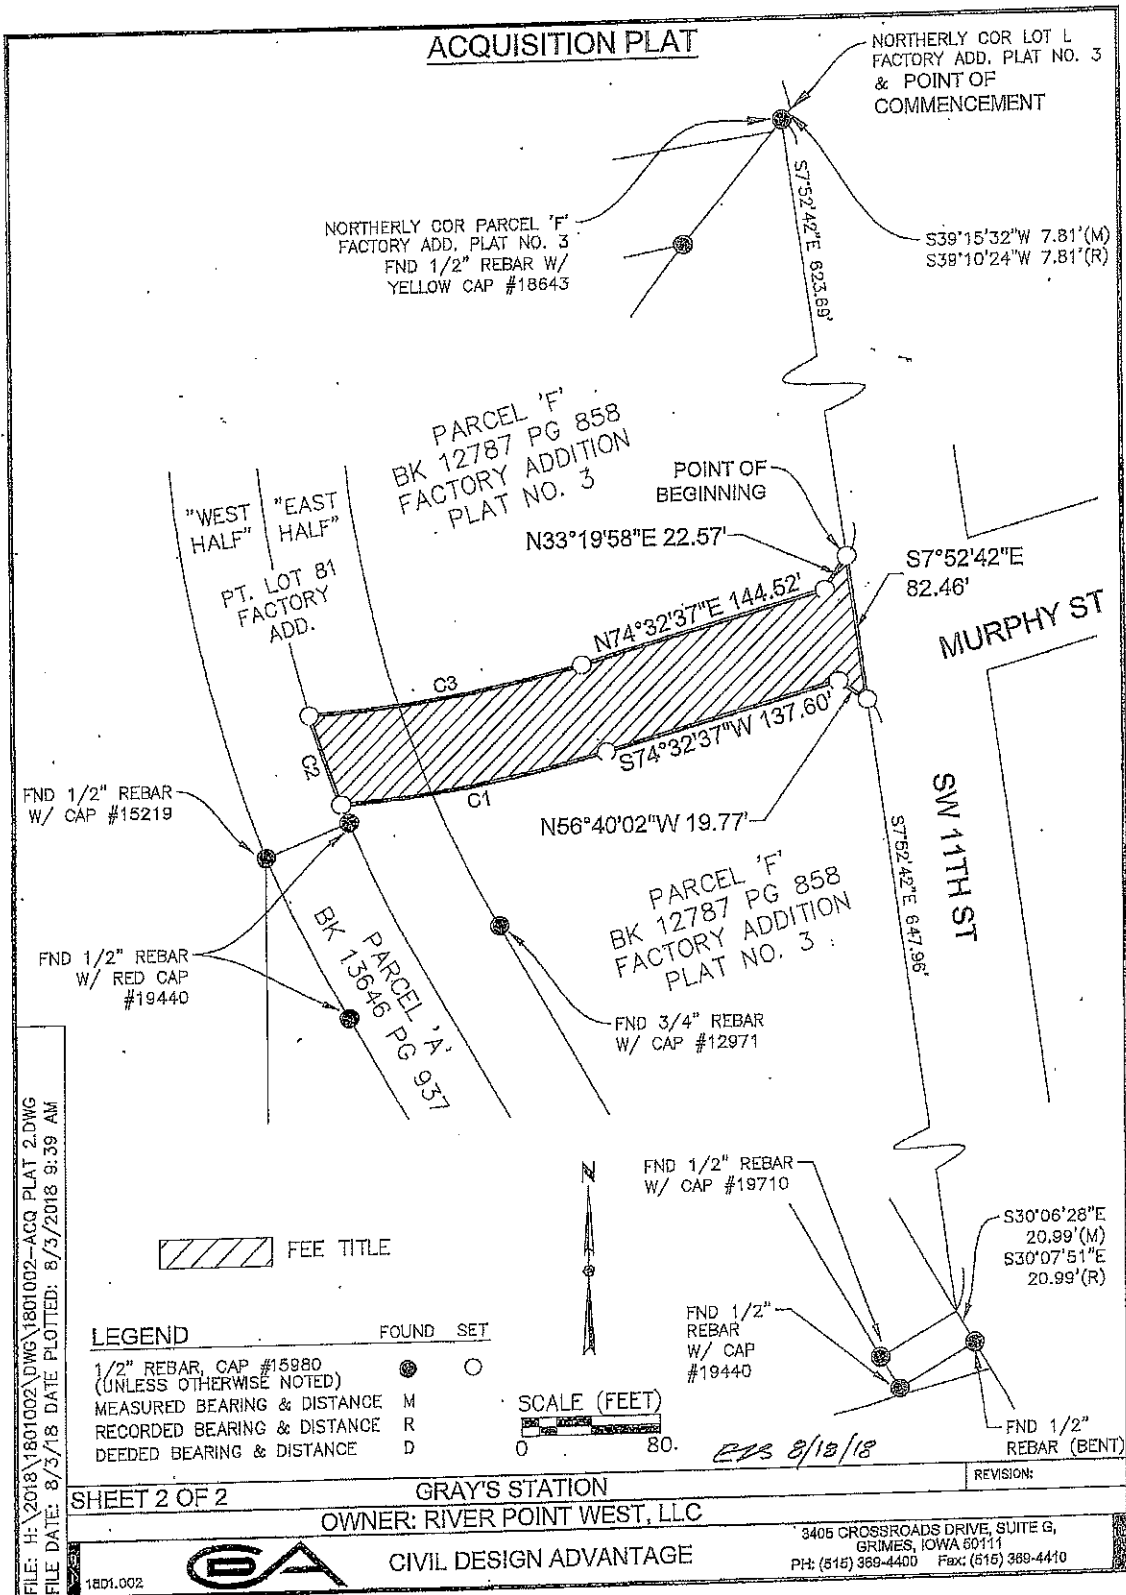 ACQUISITION PLAT
NORTHERLY COR LOT L
FACTORY ADD. PLAT NO. 3
& POINT OF
COMMENCEMENT
S7°52'42"E 623.69'
NORTHERLY COR PARCEL 'F'
FACTORY ADD. PLAT NO. 3
FND 1/2" REBAR W/
YELLOW CAP #18643
S39°15'32"W 7.81'(M)
S39°10'24"W 7.81'(R)
PARCEL 'F'
BK 12787 PG 858
FACTORY ADDITION
PLAT NO. 3
"WEST
HALF"
"EAST
HALF"
PT. LOT 81
FACTORY
ADD.
POINT OF
BEGINNING
N33°19'58"E 22.57'
S7°52'42"E
82.46'
N74°32'37"E 144.52'
MURPHY ST
C3
C2
C1
S74°32'37"W 137.60'
N56°40'02"W 19.77'
SW 11TH ST
S7°52'42"E 647.96'
FND 1/2" REBAR
W/ CAP #15219
FND 1/2" REBAR
W/ RED CAP
#19440
PARCEL 'A'
BK 13646 PG 937
PARCEL 'F'
BK 12787 PG 858
FACTORY ADDITION
PLAT NO. 3
FND 3/4" REBAR
W/ CAP #12971
FND 1/2" REBAR
W/ CAP #19710
S30°06'28"E
20.99'(M)
S30°07'51"E
20.99'(R)
FND 1/2"
REBAR
W/ CAP
#19440
FND 1/2"
REBAR (BENT)
N
FEE TITLE
LEGEND FOUND SET
1/2" REBAR, CAP #15980
(UNLESS OTHERWISE NOTED)
MEASURED BEARING & DISTANCE M
RECORDED BEARING & DISTANCE R
DEEDED BEARING & DISTANCE D
SCALE (FEET)
0 80.
8/18/18
SHEET 2 OF 2
GRAY'S STATION
REVISION:
OWNER: RIVER POINT WEST, LLC
1801.002
CDA
CIVIL DESIGN ADVANTAGE
3405 CROSSROADS DRIVE, SUITE G,
GRIMES, IOWA 50111
PH: (515) 369-4400 Fax: (515) 369-4410
FILE: H:\2018\1801002\DWG\1801002-ACQ PLAT 2.DWG
FILE DATE: 8/3/18 DATE PLOTTED: 8/3/2018 9:39 AM